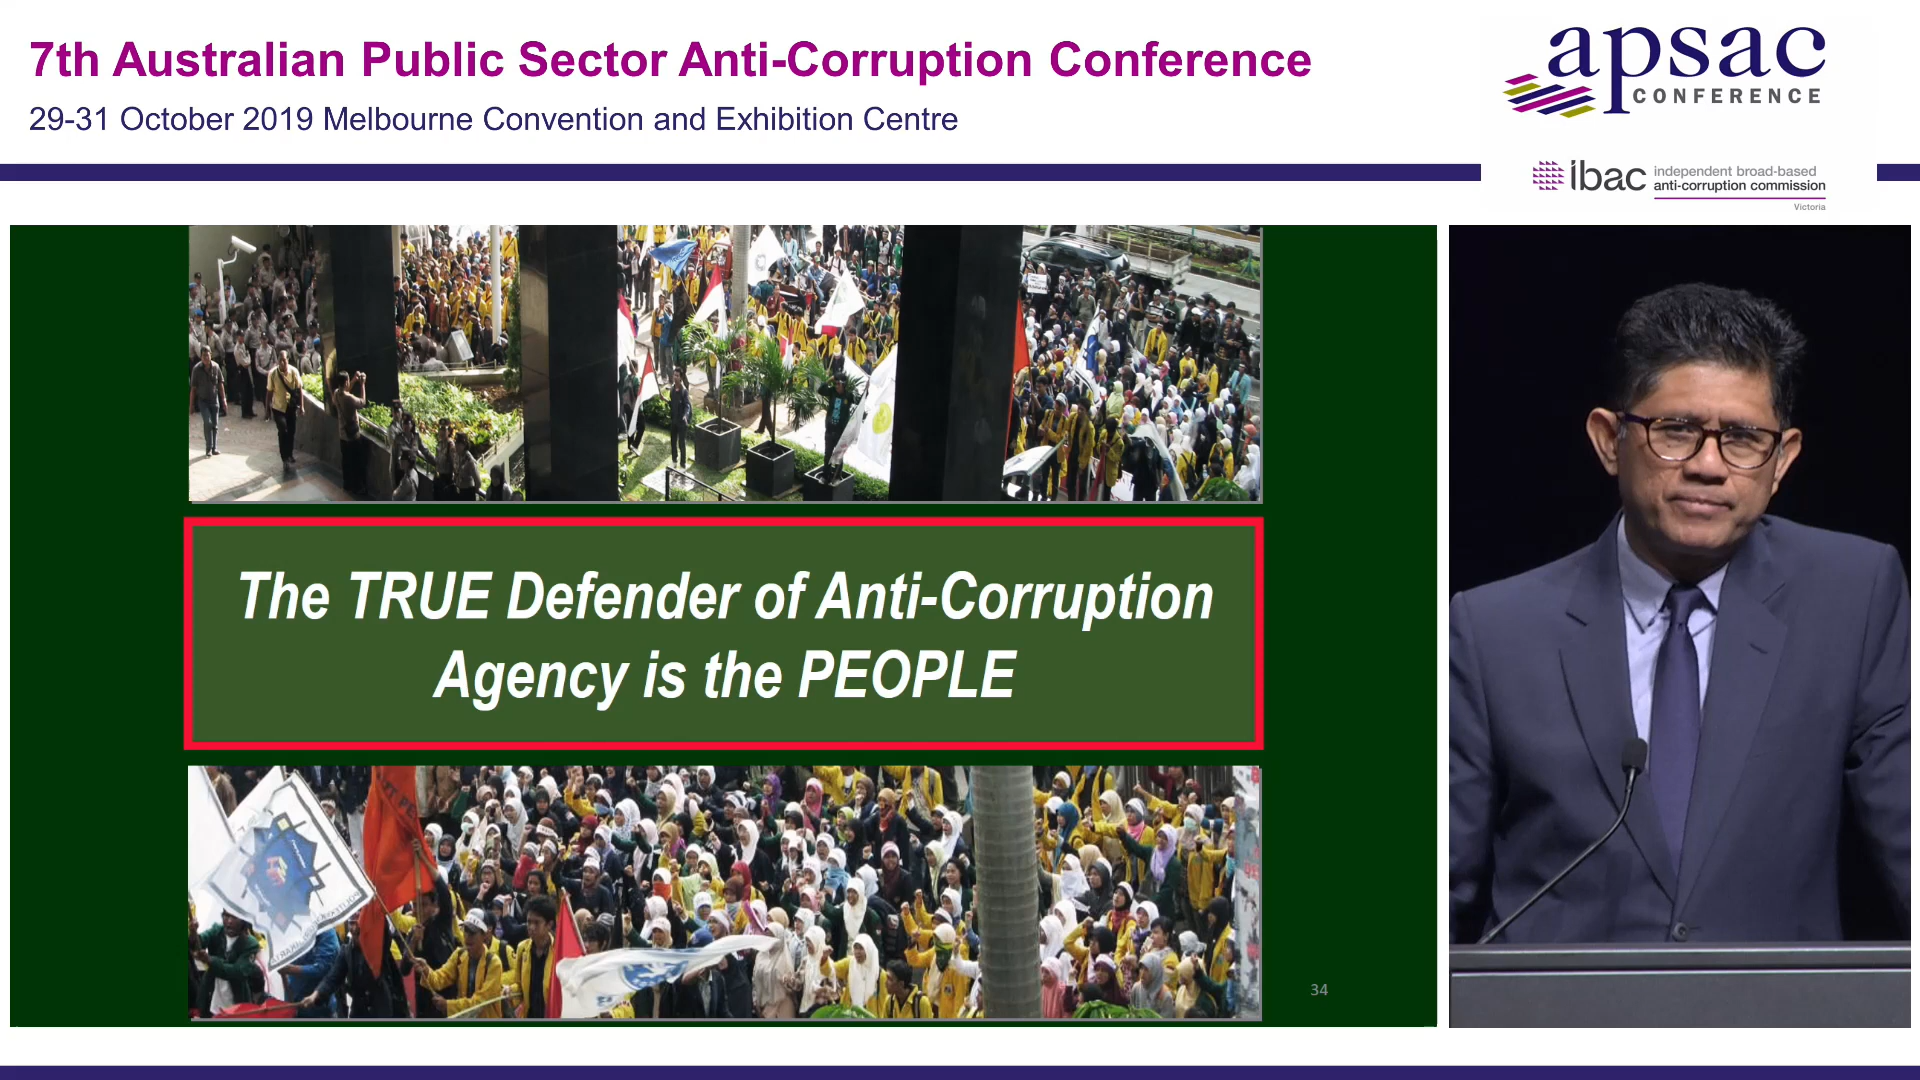 7th Australian Public Sector Anti-Corruption Conference
29-31 October 2019 Melbourne Convention and Exhibition Centre
apsac
CONFERENCE
ibac
independent broad-based
anti-corruption commission
Victoria
The TRUE Defender of Anti-Corruption
Agency is the PEOPLE
34